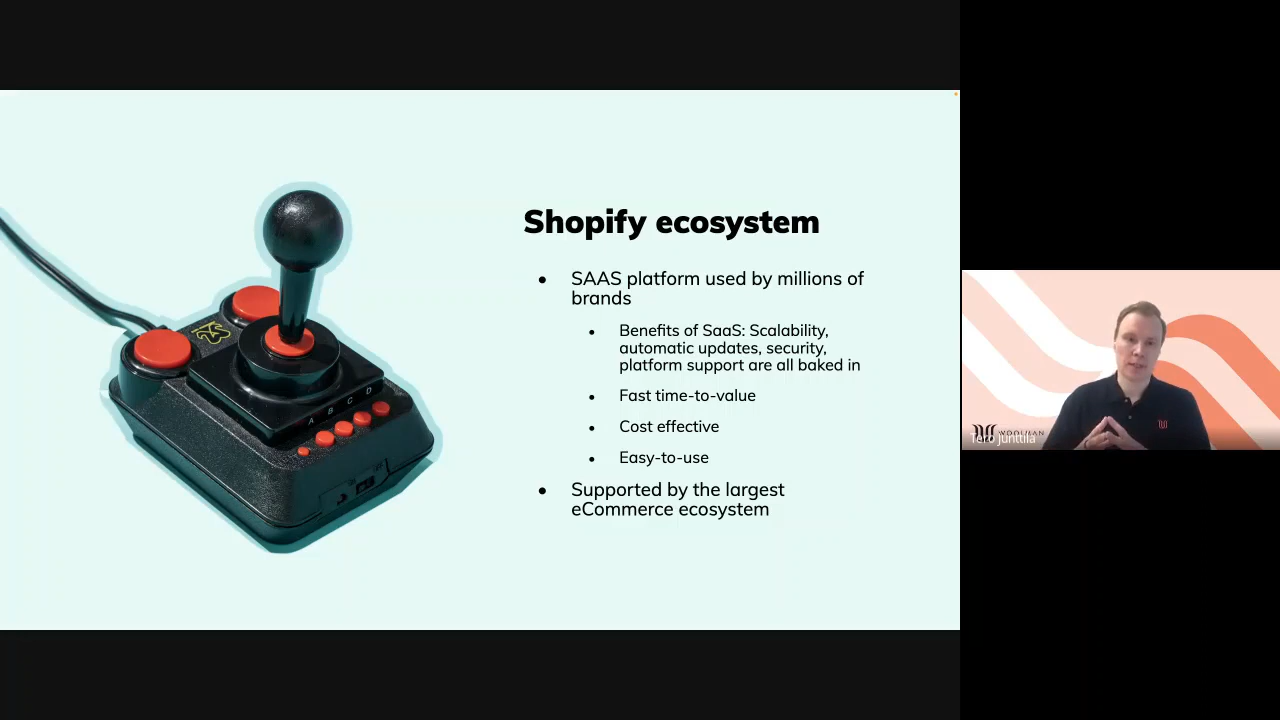 Shopify ecosystem
• SAAS platform used by millions of
brands
• Benefits of SaaS: Scalability,
automatic updates, security,
platform support are all baked in
• Fast time-to-value
• Cost effective
• Easy-to-use
• Supported by the largest
eCommerce ecosystem
A B C D
WOOLMAN
Tero Junttila